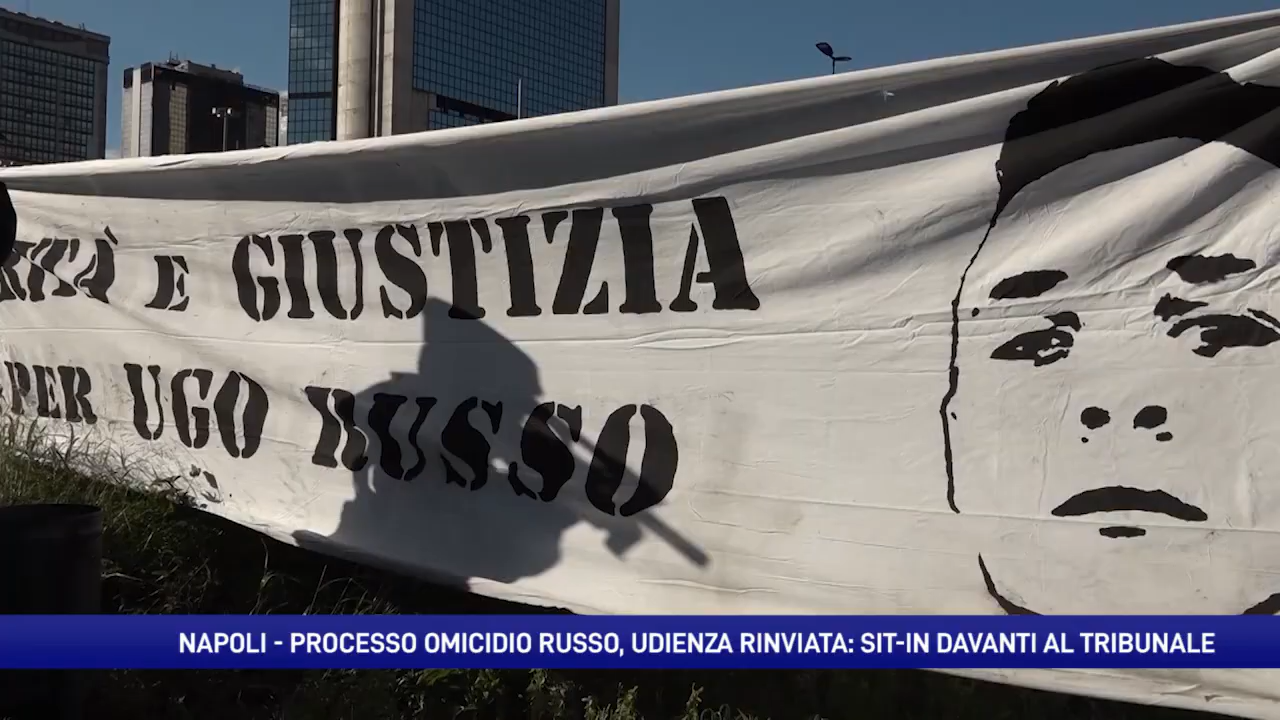 E GIUSTIZIA
PER UGO RUSSO
NAPOLI - PROCESSO OMICIDIO RUSSO, UDIENZA RINVIATA: SIT-IN DAVANTI AL TRIBUNALE